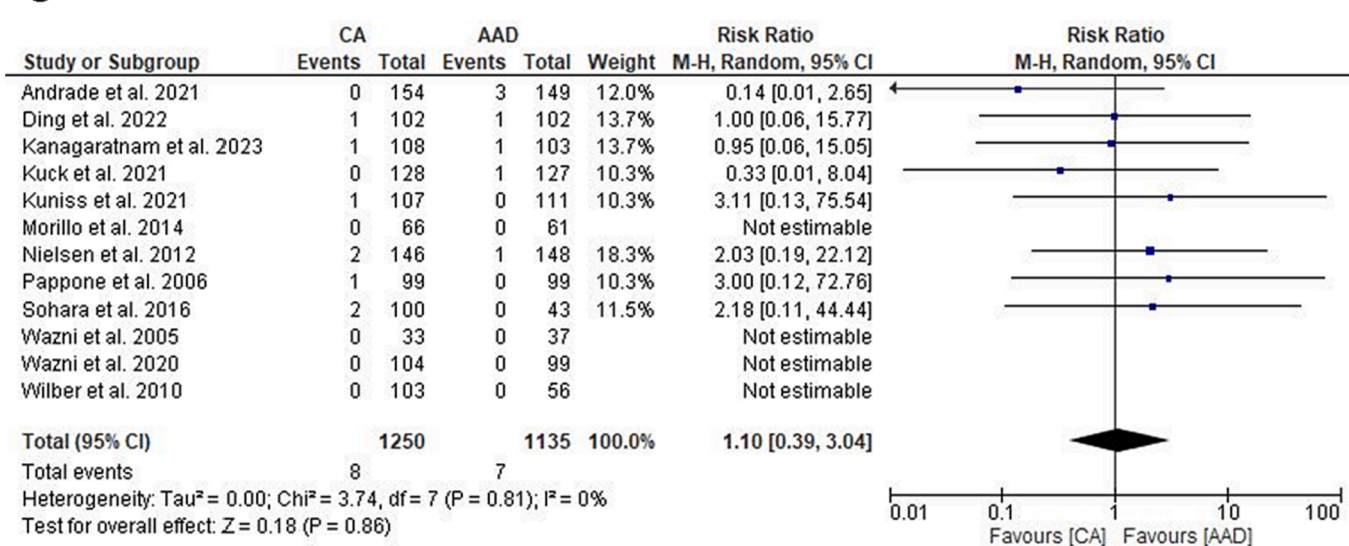 CA AAD Risk Ratio Risk Ratio
Study or Subgroup Events Total Events Total Weight M-H, Random, 95% CI M-H, Random, 95% CI
Andrade et al. 2021 0 154 3 149 12.0% 0.14 [0.01, 2.65]
Ding et al. 2022 1 102 1 102 13.7% 1.00 [0.06, 15.77]
Kanagaratnam et al. 2023 1 108 1 103 13.7% 0.95 [0.06, 15.05]
Kuck et al. 2021 0 128 1 127 10.3% 0.33 [0.01, 8.04]
Kuniss et al. 2021 1 107 0 111 10.3% 3.11 [0.13, 75.54]
Morillo et al. 2014 0 66 0 61 Not estimable
Nielsen et al. 2012 2 146 1 148 18.3% 2.03 [0.19, 22.12]
Pappone et al. 2006 1 99 0 99 10.3% 3.00 [0.12, 72.76]
Sohara et al. 2016 2 100 0 43 11.5% 2.18 [0.11, 44.44]
Wazni et al. 2005 0 33 0 37 Not estimable
Wazni et al. 2020 0 104 0 99 Not estimable
Wilber et al. 2010 0 103 0 56 Not estimable
Total (95% CI) 1250 1135 100.0% 1.10 [0.39, 3.04]
Total events 8 7
Heterogeneity: Tau² = 0.00; Chi² = 3.74, df = 7 (P = 0.81); I² = 0%
Test for overall effect: Z = 0.18 (P = 0.86)
0.01 0.1 1 10 100
Favours [CA] Favours [AAD]